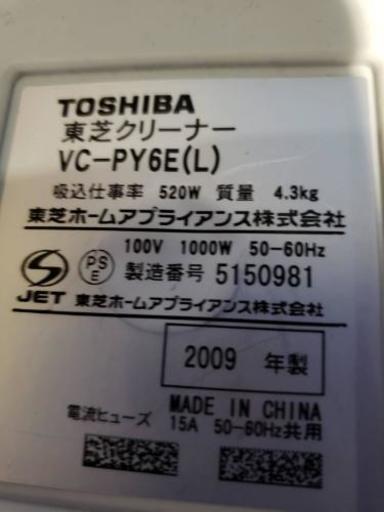 TOSHIBA
東芝クリーナー
VC-PY6E(L)
吸込仕事率 520W 質量 4.3kg
東芝ホームアプライアンス株式会社
100V 1000W 50-60Hz
PS
E
製造番号 5150981
JET 東芝ホームアプライアンス株式会社
2009 年製
MADE IN CHINA
電流ヒューズ 15A 50-60Hz共用